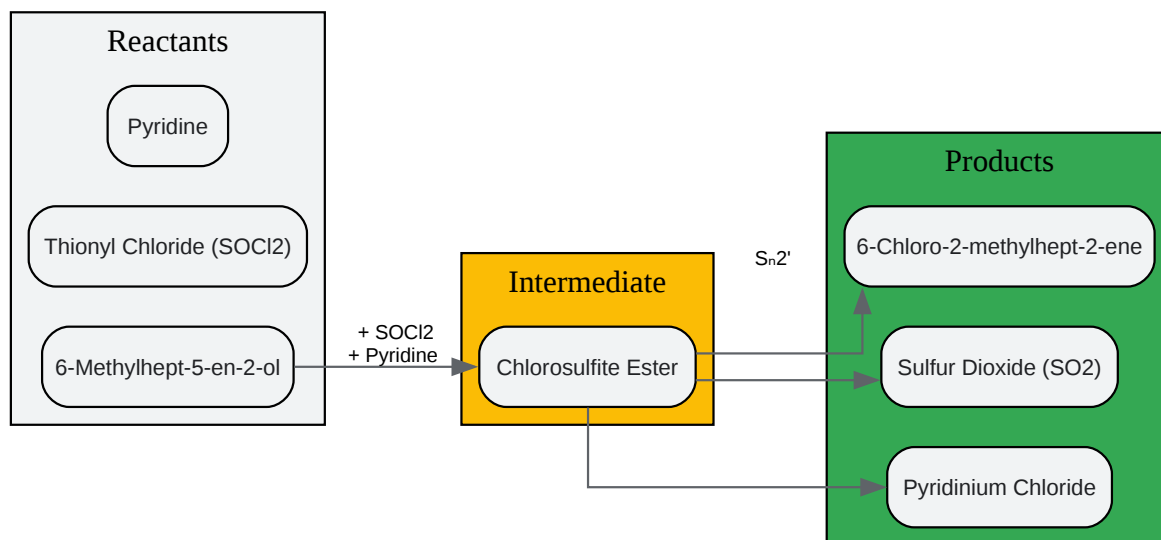 Reactants
Pyridine
Thionyl Chloride (SOCl2)
6-Methylhept-5-en-2-ol
+ SOCl2
+ Pyridine
Intermediate
Chlorosulfite Ester
Sₙ2'
Products
6-Chloro-2-methylhept-2-ene
Sulfur Dioxide (SO2)
Pyridinium Chloride